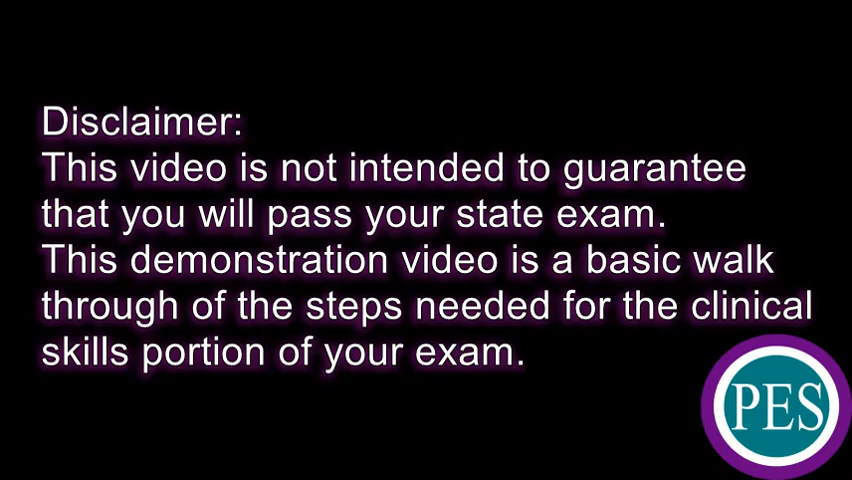 Disclaimer:
This video is not intended to guarantee
that you will pass your state exam.
This demonstration video is a basic walk
through of the steps needed for the clinical
skills portion of your exam.
PES